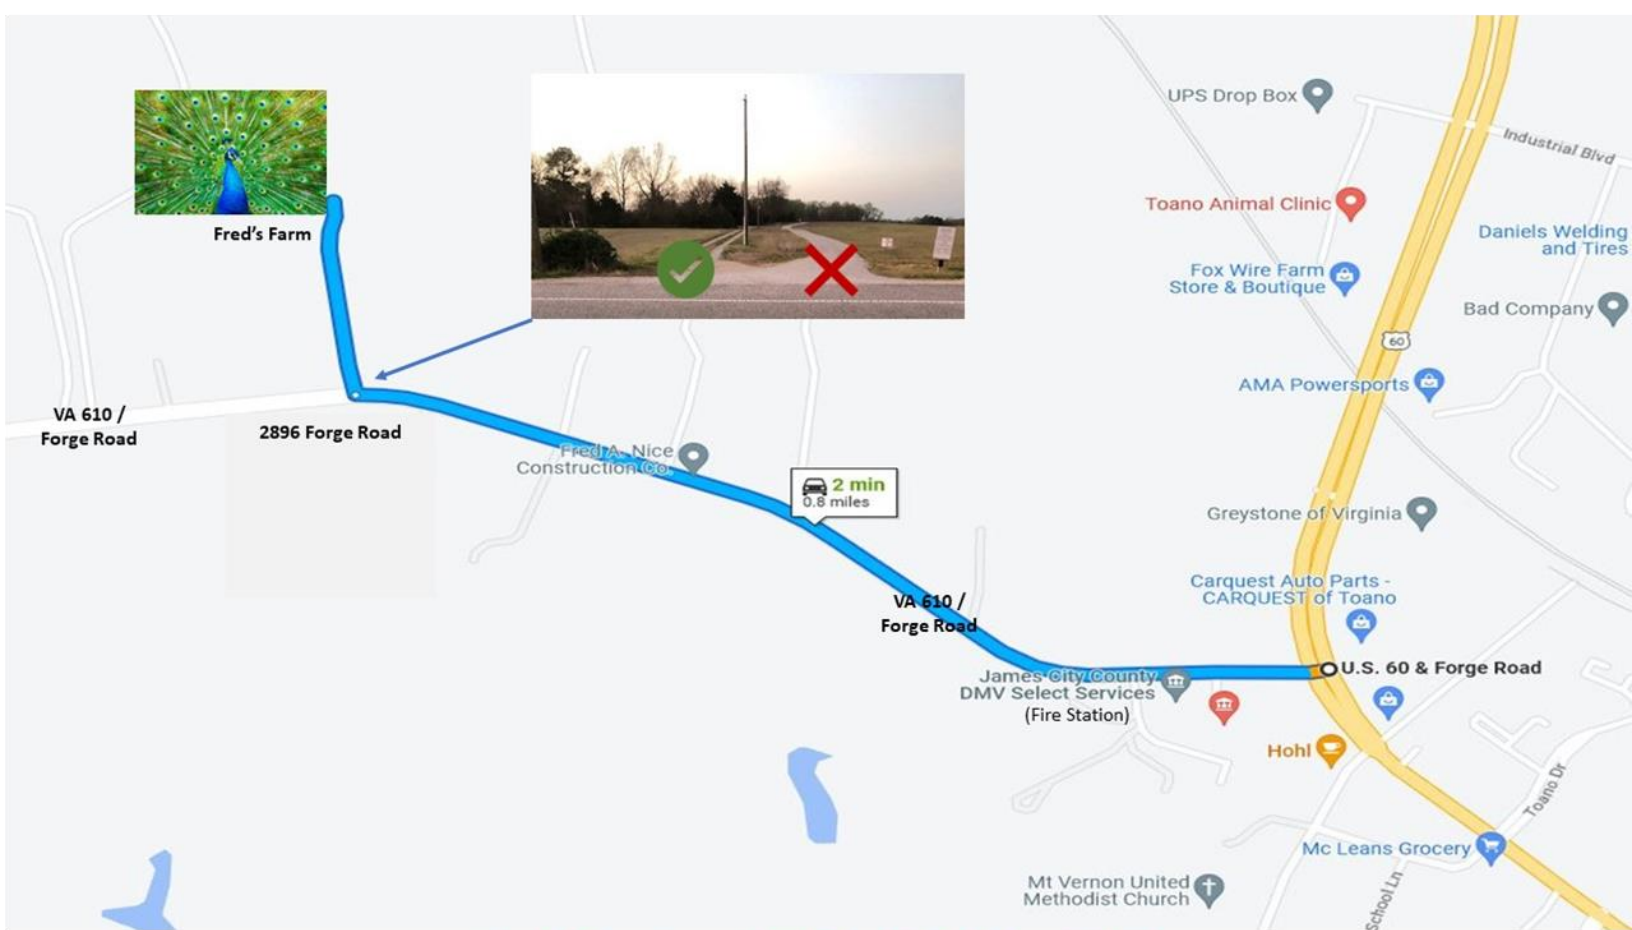 UPS Drop Box
Industrial Blvd
Toano Animal Clinic
Daniels Welding
and Tires
Fred's Farm
Fox Wire Farm
Store & Boutique
Bad Company
60
AMA Powersports
VA 610 /
Forge Road
2896 Forge Road
Fred A. Nice
Construction Co.
2 min
0.8 miles
Greystone of Virginia
Carquest Auto Parts -
CARQUEST of Toano
VA 610 /
Forge Road
U.S. 60 & Forge Road
James City County
DMV Select Services
(Fire Station)
Hohl
Toano Dr
Mc Leans Grocery
Mt Vernon United
Methodist Church
School Ln